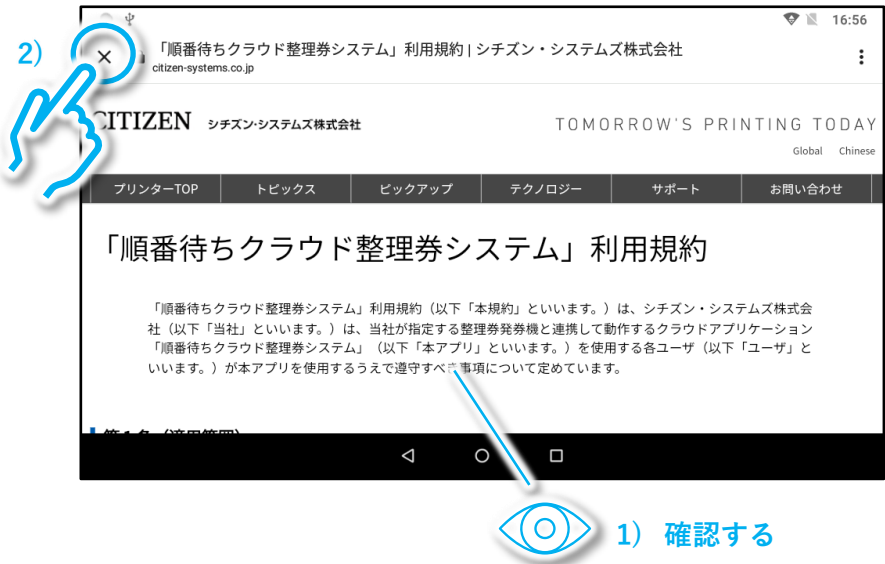 16:56
2）
「順番待ちクラウド整理券システム」利用規約 | シチズン・システムズ株式会社
citizen-systems.co.jp
CITIZEN シチズン・システムズ株式会社
TOMORROW'S PRINTING TODAY
Global Chinese
プリンターTOP トピックス ピックアップ テクノロジー サポート お問い合わせ
「順番待ちクラウド整理券システム」利用規約
「順番待ちクラウド整理券システム」利用規約（以下「本規約」といいます。）は、シチズン・システムズ株式会
社（以下「当社」といいます。）は、当社が指定する整理券発券機と連携して動作するクラウドアプリケーション
「順番待ちクラウド整理券システム」（以下「本アプリ」といいます。）を使用する各ユーザ（以下「ユーザ」と
いいます。）が本アプリを使用するうえで遵守すべき事項について定めています。
1） 確認する